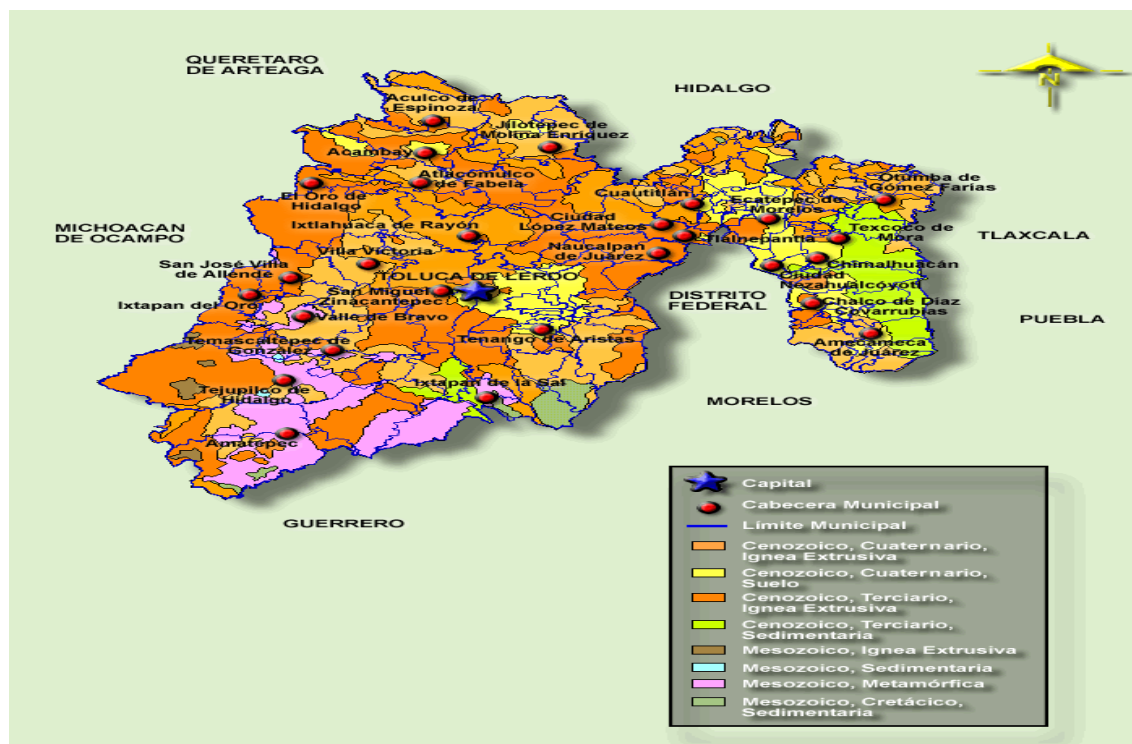 QUERETARO
DE ARTEAGA
HIDALGO
N
Aculco de
Espinoza
Jilotepec de
Molina Enriquez
Acambay
Atlacomulco
de Fabela
El Oro de
Hidalgo
Cuautitlán
Otumba de
Gómez Farías
Ecatepec de
Morelos
MICHOACAN
DE OCAMPO
Ixtlahuaca de Rayón
Ciudad
López Mateos
Tlalnepantla
Texcoco de
Mora
TLAXCALA
Naucalpan
de Juárez
Villa Victoria
San José Villa
de Allende
TOLUCA DE LERDO
Chimalhuacán
Ciudad
Nezahualcoyotl
San Miguel
Zinacantepec
Ixtapan del Oro
DISTRITO
FEDERAL
Chalco de Diaz
Covarrubias
PUEBLA
Valle de Bravo
Temascaltepec de
González
Tenango de Aristas
Amecameca
de Juárez
Tejupilco de
Hidalgo
Ixtapan de la Sal
MORELOS
Amatepec
GUERRERO
Capital
Cabecera Municipal
Límite Municipal
Cenozoico, Cuaternario,
Ignea Extrusiva
Cenozoico, Cuaternario,
Suelo
Cenozoico, Terciario,
Ignea Extrusiva
Cenozoico, Terciario,
Sedimentaria
Mesozoico, Ignea Extrusiva
Mesozoico, Sedimentaria
Mesozoico, Metamórfica
Mesozoico, Cretácico,
Sedimentaria